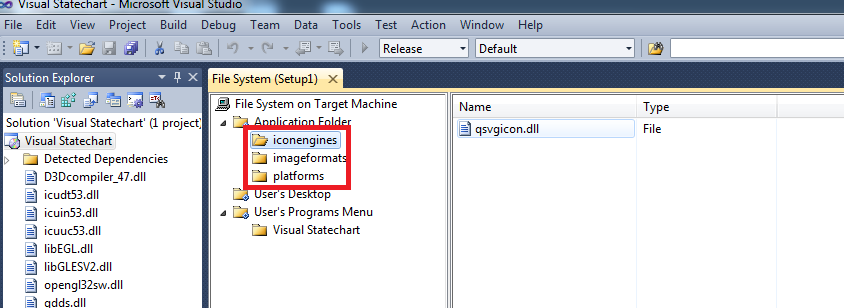 Visual Statechart - Microsoft Visual Studio
File Edit View Project Build Debug Team Data Tools Test Action Window Help
Release Default
Solution Explorer
File System (Setup1)
Solution 'Visual Statechart' (1 project)
Visual Statechart
Detected Dependencies
D3Dcompiler_47.dll
icudt53.dll
icuin53.dll
icuuc53.dll
libEGL.dll
libGLESV2.dll
opengl32sw.dll
qdds.dll
File System on Target Machine
Application Folder
iconengines
imageformats
platforms
User's Desktop
User's Programs Menu
Visual Statechart
Name Type
qsvgicon.dll File